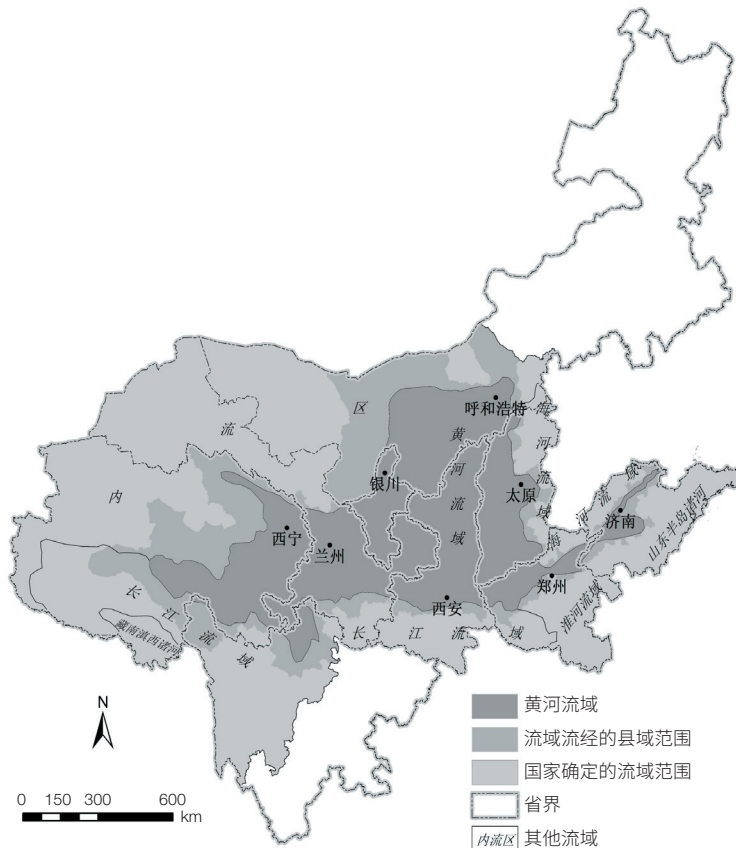 呼和浩特
海河流域
流
区
黄河流域
银川
太原
内
海河流域
济南
西宁
兰州
山东半岛诸河
郑州
长江流域
西安
淮河流域
藏南滇西诸河
长江流域
N
0 150 300 600
km
黄河流域
流域流经的县域范围
国家确定的流域范围
省界
内流区 其他流域